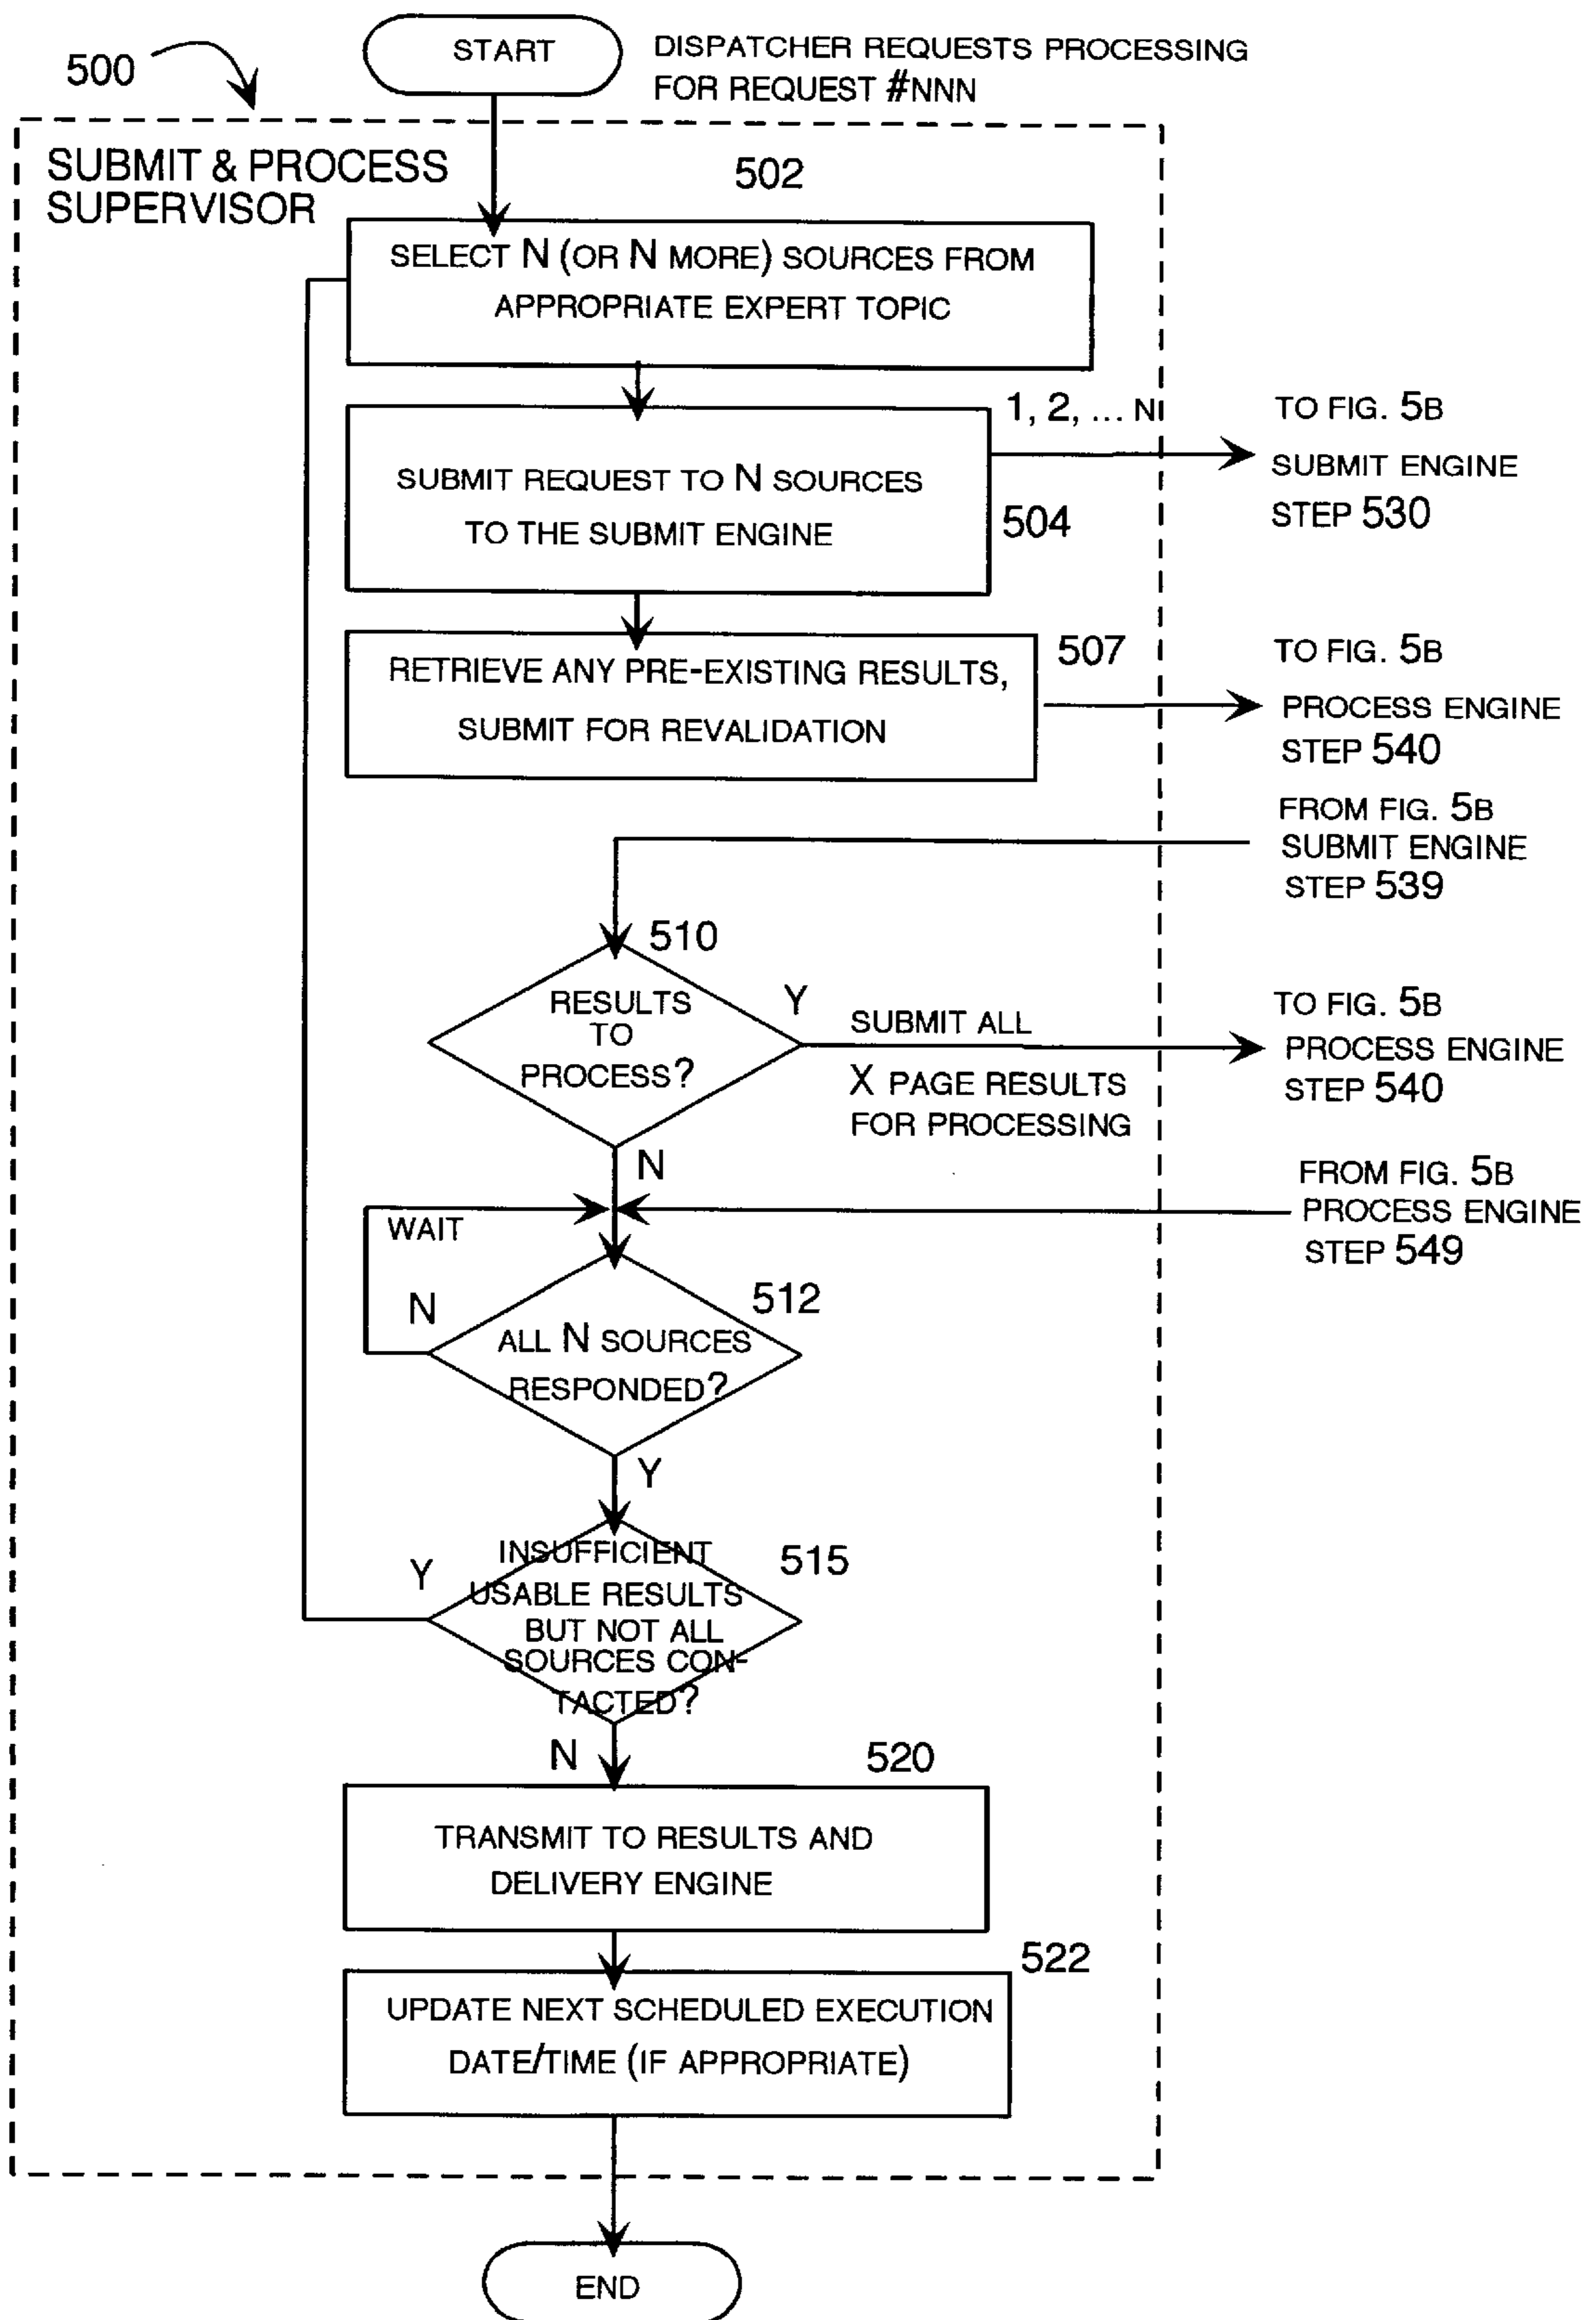 START
DISPATCHER REQUESTS PROCESSING
FOR REQUEST #NNN
500
SUBMIT & PROCESS
SUPERVISOR
502
SELECT N (OR N MORE) SOURCES FROM
APPROPRIATE EXPERT TOPIC
1, 2, ... N
TO FIG. 5B
SUBMIT ENGINE
STEP 530
SUBMIT REQUEST TO N SOURCES
TO THE SUBMIT ENGINE
504
507
RETRIEVE ANY PRE-EXISTING RESULTS,
SUBMIT FOR REVALIDATION
TO FIG. 5B
PROCESS ENGINE
STEP 540
FROM FIG. 5B
SUBMIT ENGINE
STEP 539
510
RESULTS
TO
PROCESS?
Y
SUBMIT ALL
X PAGE RESULTS
FOR PROCESSING
TO FIG. 5B
PROCESS ENGINE
STEP 540
N
FROM FIG. 5B
PROCESS ENGINE
STEP 549
WAIT
N
512
ALL N SOURCES
RESPONDED?
Y
515
INSUFFICIENT
USABLE RESULTS
BUT NOT ALL
SOURCES CON-
TACTED?
Y
N
520
TRANSMIT TO RESULTS AND
DELIVERY ENGINE
522
UPDATE NEXT SCHEDULED EXECUTION
DATE/TIME (IF APPROPRIATE)
END